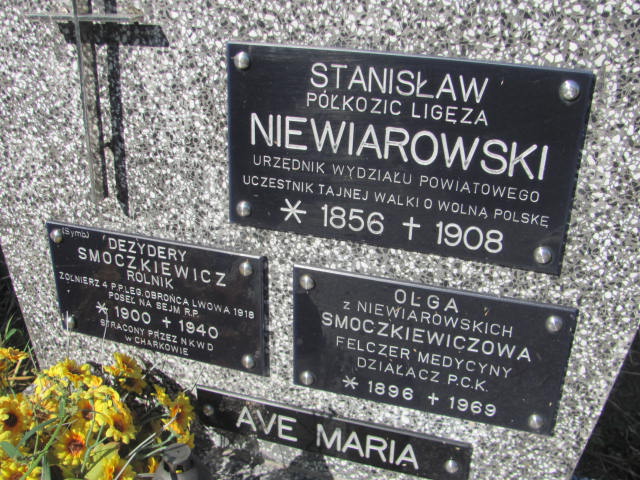 STANISŁAW
PÓŁKOZIC LIGĘZA
NIEWIAROWSKI
URZĘDNIK WYDZIAŁU POWIATOWEGO
UCZESTNIK TAJNEJ WALKI O WOLNĄ POLSKĘ
* 1856 + 1908
(Symb.)
DEZYDERY
SMOCZKIEWICZ
ROLNIK
ŻOŁNIERZ 4 P.P.LEG. OBROŃCA LWOWA 1918
POSEŁ NA SEJM R.P.
* 1900 + 1940
STRACONY PRZEZ NKWD
W CHARKOWIE
OLGA
Z NIEWIAROWSKICH
SMOCZKIEWICZOWA
FELCZER MEDYCYNY
DZIAŁACZ P.C.K.
* 1896 + 1969
AVE MARIA